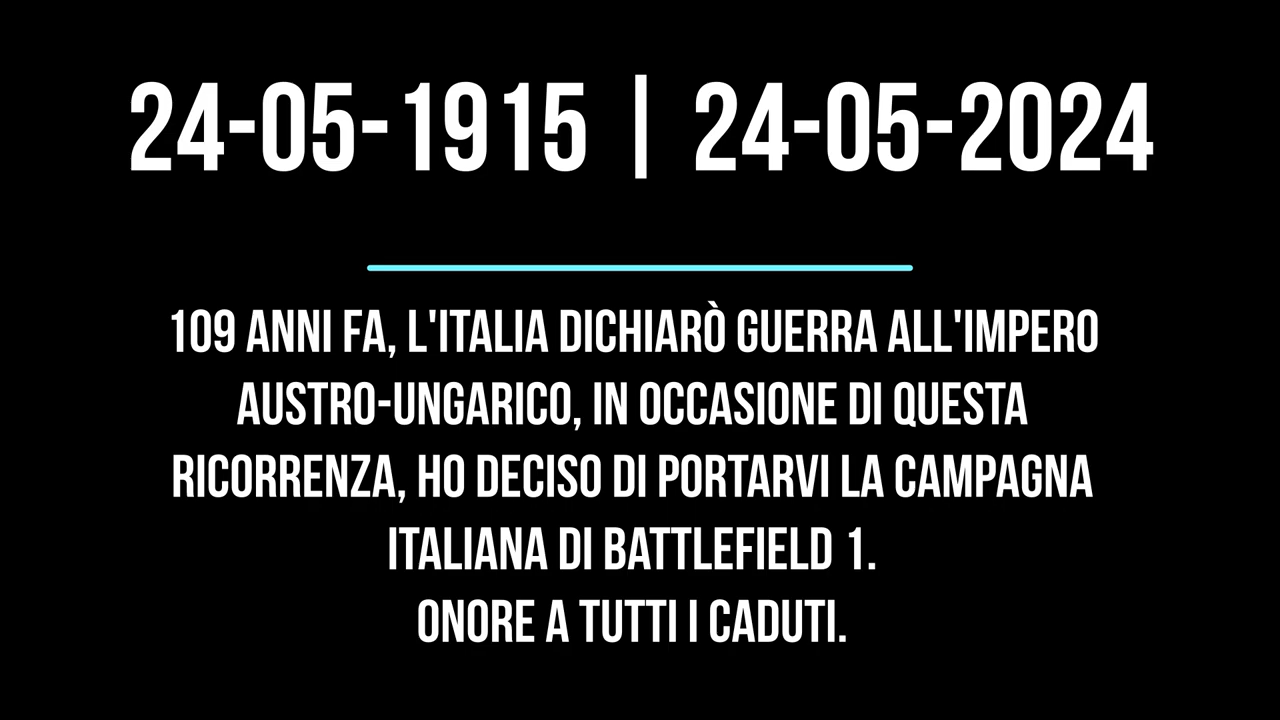 24-05-1915 | 24-05-2024
109 ANNI FA, L'ITALIA DICHIARÒ GUERRA ALL'IMPERO
AUSTRO-UNGARICO, IN OCCASIONE DI QUESTA
RICORRENZA, HO DECISO DI PORTARVI LA CAMPAGNA
ITALIANA DI BATTLEFIELD 1.
ONORE A TUTTI I CADUTI.